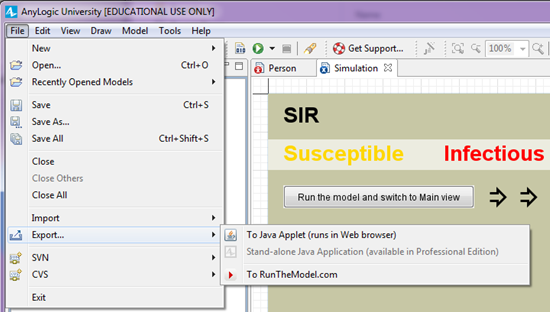 AnyLogic University [EDUCATIONAL USE ONLY]
File Edit View Draw Model Tools Help
New
Open... Ctrl+O
Recently Opened Models
Save Ctrl+S
Save As...
Save All Ctrl+Shift+S
Close
Close Others
Close All
Import
Export...
SVN
CVS
Exit
Get Support...
100%
Person Simulation
SIR
Susceptible Infectious
Run the model and switch to Main view
To Java Applet (runs in Web browser)
Stand-alone Java Application (available in Professional Edition)
To RunTheModel.com